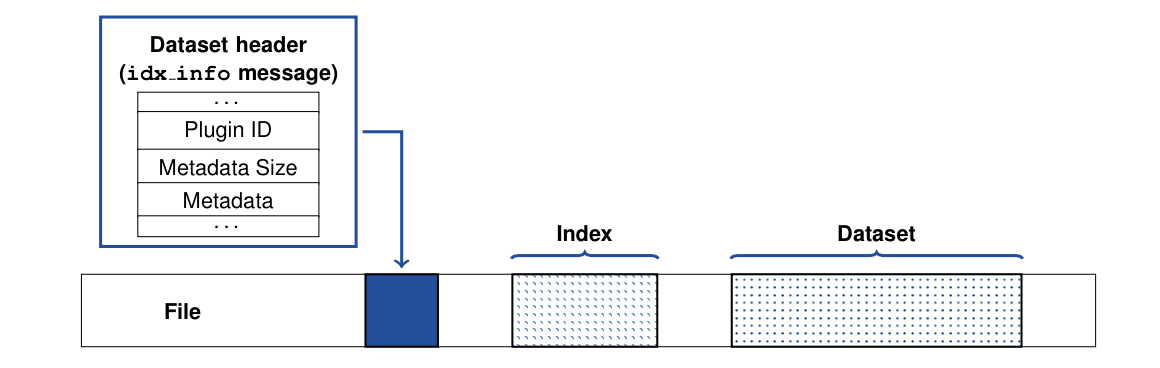 Dataset header
(idx_info message)
...
Plugin ID
Metadata Size
Metadata
...
Index
Dataset
File